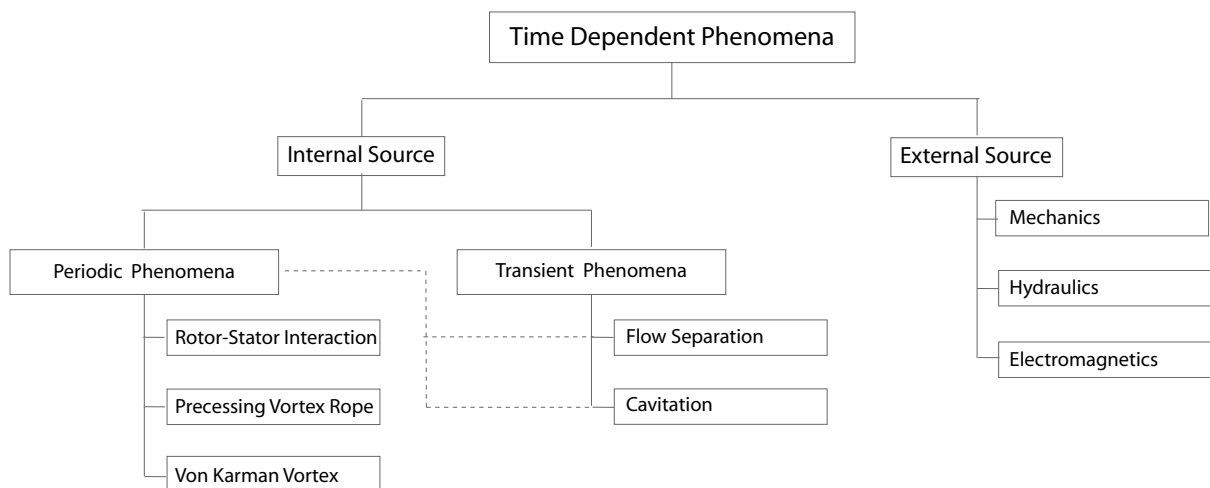 Time Dependent Phenomena
Internal Source
External Source
Mechanics
Periodic Phenomena
Transient Phenomena
Hydraulics
Rotor-Stator Interaction
Flow Separation
Electromagnetics
Precessing Vortex Rope
Cavitation
Von Karman Vortex